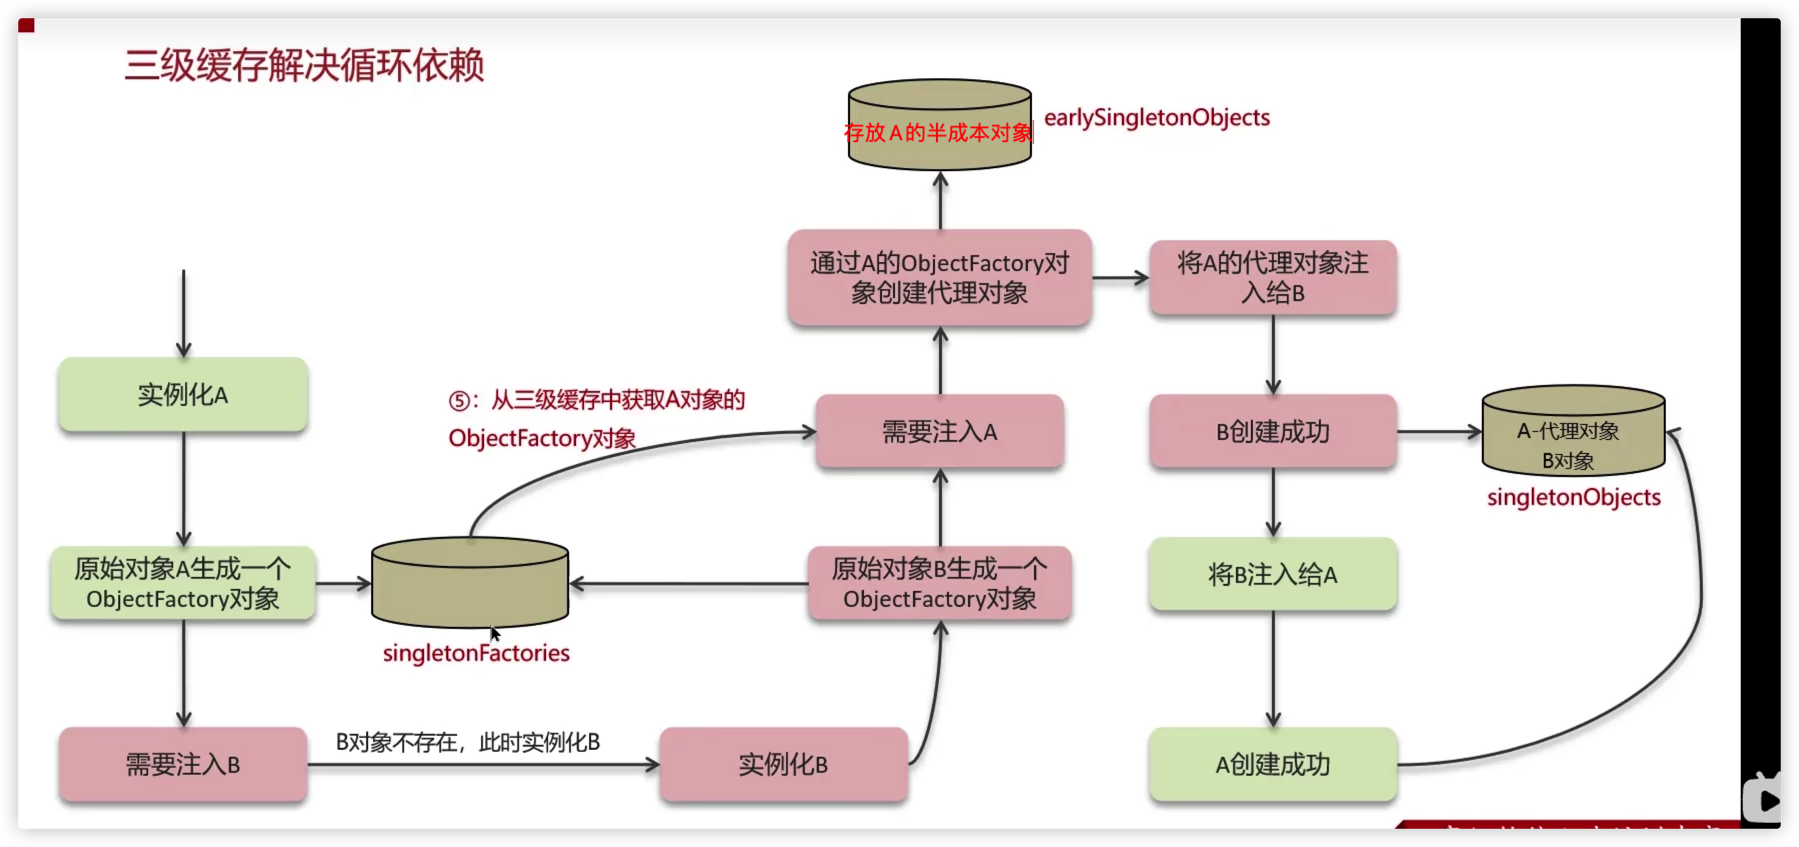 三级缓存解决循环依赖
存放A的半成本对象
earlySingletonObjects
通过A的ObjectFactory对
象创建代理对象
将A的代理对象注
入给B
实例化A
⑤：从三级缓存中获取A对象的
ObjectFactory对象
需要注入A
B创建成功
A-代理对象
B对象
singletonObjects
原始对象A生成一个
ObjectFactory对象
singletonFactories
原始对象B生成一个
ObjectFactory对象
将B注入给A
需要注入B
B对象不存在，此时实例化B
实例化B
A创建成功